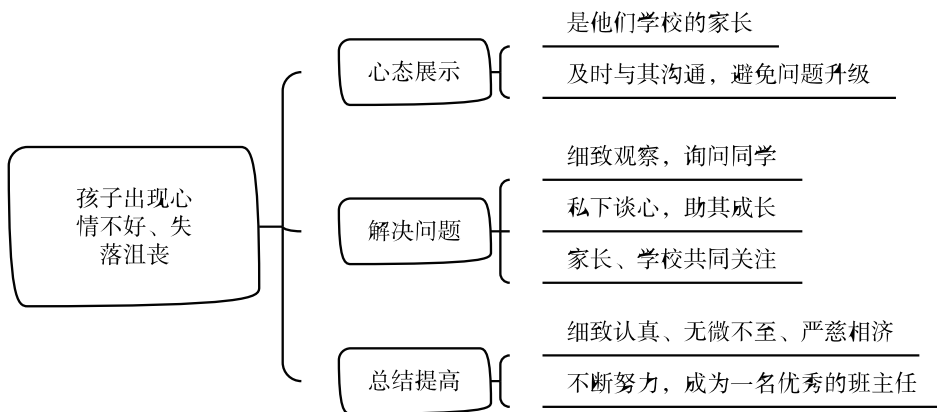 孩子出现心
情不好、失
落沮丧
心态展示
是他们学校的家长
及时与其沟通，避免问题升级
解决问题
细致观察，询问同学
私下谈心，助其成长
家长、学校共同关注
总结提高
细致认真、无微不至、严慈相济
不断努力，成为一名优秀的班主任